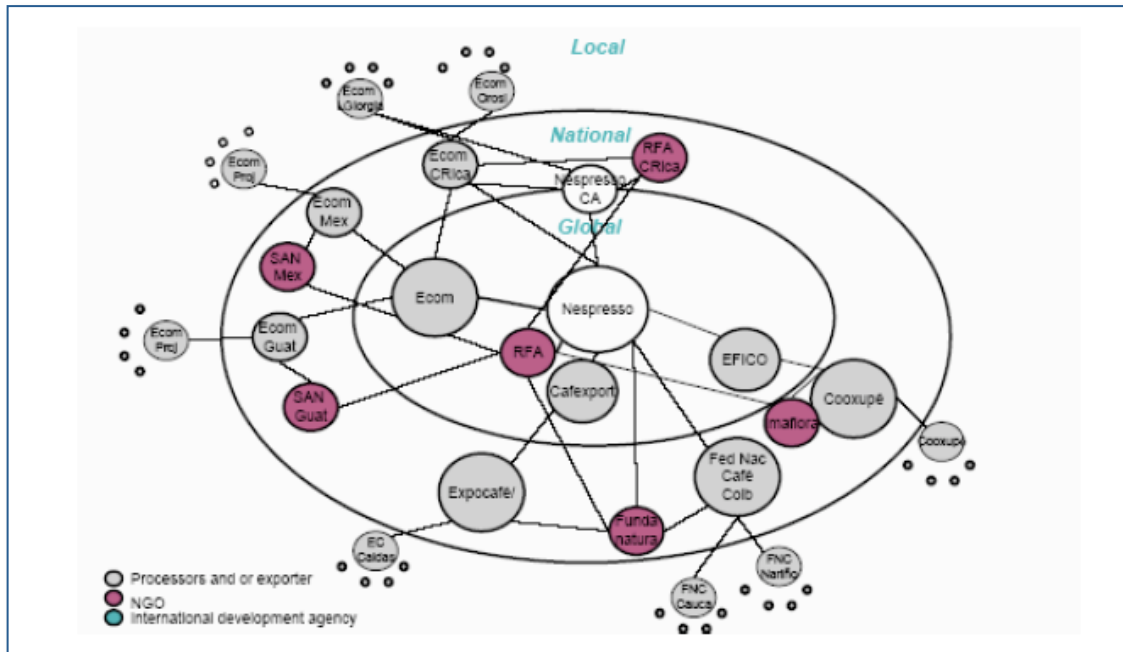 Local
Ecom
LGiorgia
Ecom
Orosi
National
RFA
CRica
Ecom
CRica
Nespresso
CA
Ecom
Proj
Ecom
Mex
Global
SAN
Mex
Ecom
Nespresso
Ecom
Proj
Ecom
Guat
RFA
EFICO
Cafexport
SAN
Guat
Cooxupé
maflora
Cooxupé
Fed Nac
Café
Colb
Expocafé/
Funda
natura
EC
Caldas
FNC
Nariño
FNC
Cauca
Processors and or exporter
NGO
International development agency